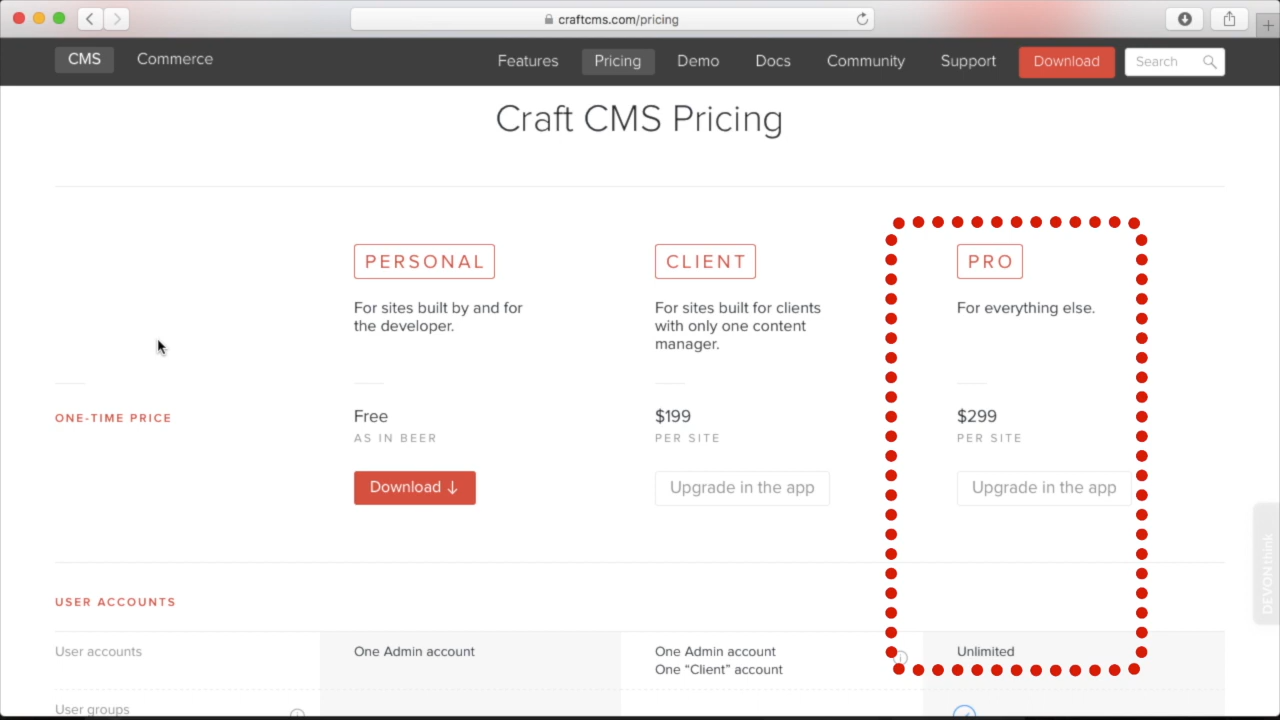 craftcms.com/pricing
CMS Commerce Features Pricing Demo Docs Community Support Download Search
Craft CMS Pricing
PERSONAL CLIENT PRO
For sites built by and for the developer.
For sites built for clients with only one content manager.
For everything else.
ONE-TIME PRICE
Free
AS IN BEER
$199
PER SITE
$299
PER SITE
Download ↓
Upgrade in the app
Upgrade in the app
USER ACCOUNTS
User accounts
One Admin account
One Admin account
One “Client” account
Unlimited
User groups
DEVONthink